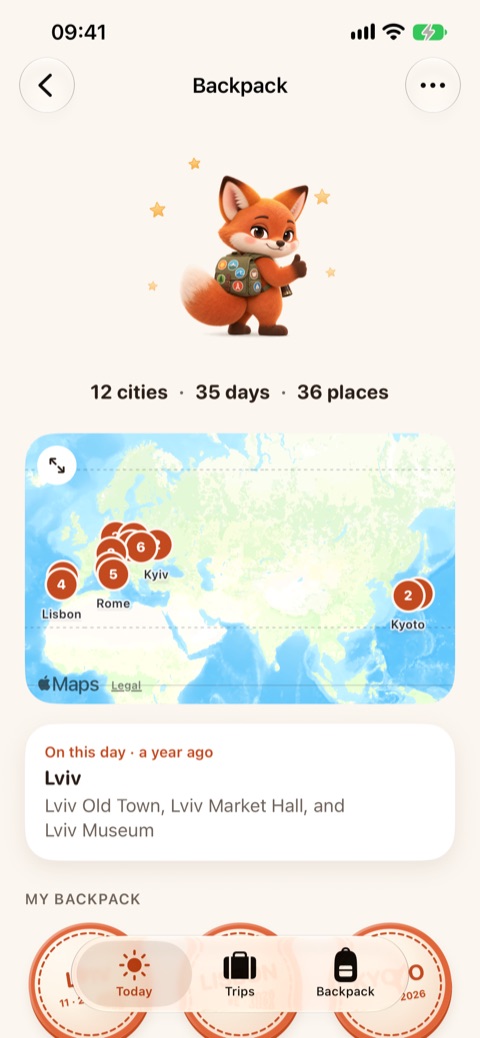 09:41
Backpack
12 cities · 35 days · 36 places
6
5
4
2
Kyiv
Rome
Lisbon
Kyoto
Maps Legal
On this day · a year ago
Lviv
Lviv Old Town, Lviv Market Hall, and
Lviv Museum
MY BACKPACK
Today
Trips
Backpack
2026